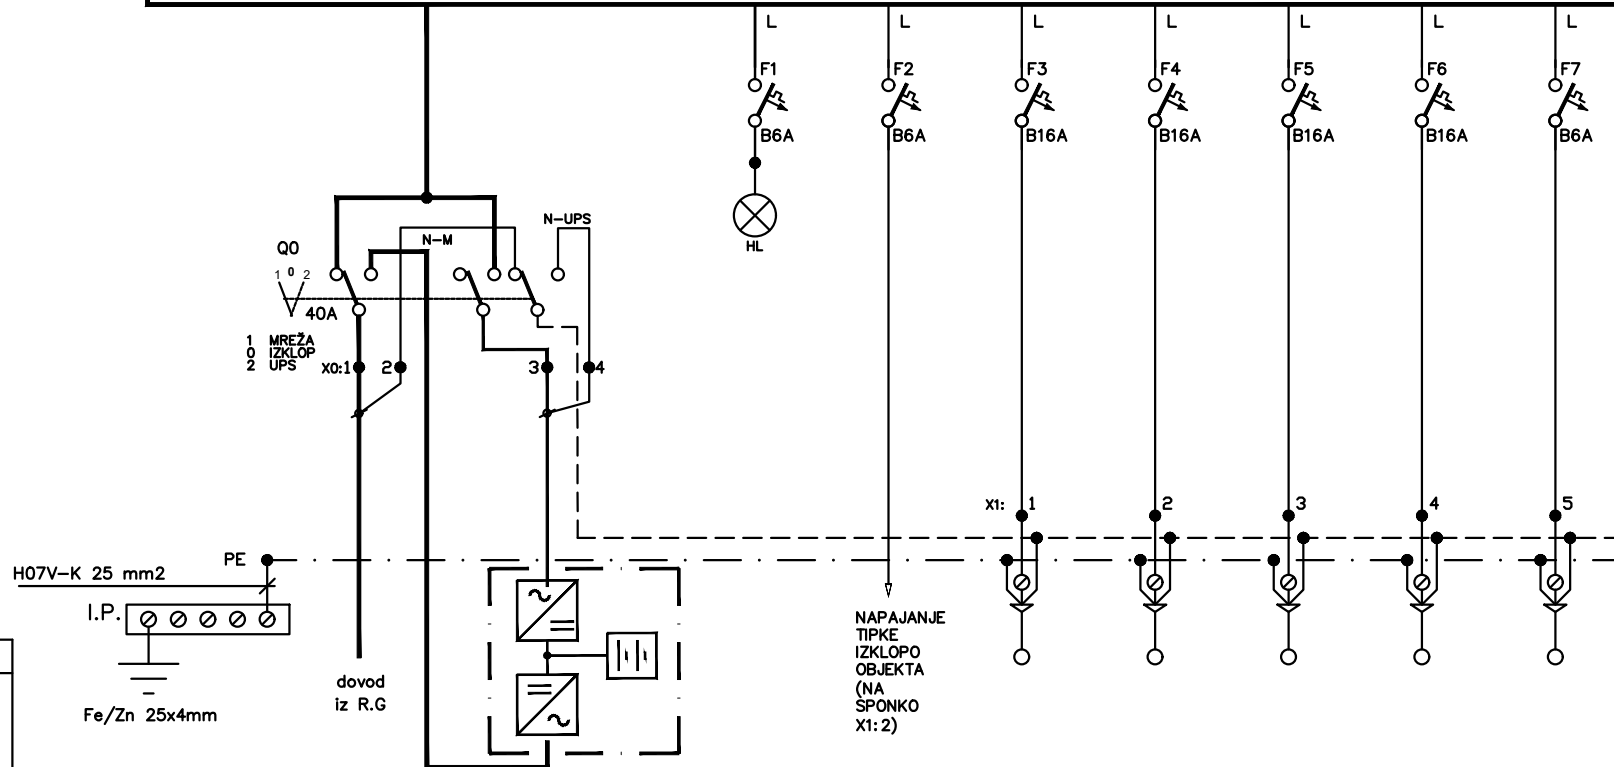 L L L L L L L
F1 F2 F3 F4 F5 F6 F7
B6A B6A B16A B16A B16A B16A B6A
HL
N-UPS
N-M
Q0
1 0 2
40A
1 MREŽA
0 IZKLOP
2 UPS
X0:1 2 3 4
X1: 1 2 3 4 5
PE
H07V-K 25 mm2
I.P.
Fe/Zn 25x4mm
dovod
iz R.G
NAPAJANJE
TIPKE
IZKLOPO
OBJEKTA
(NA
SPONKO
X1:2)